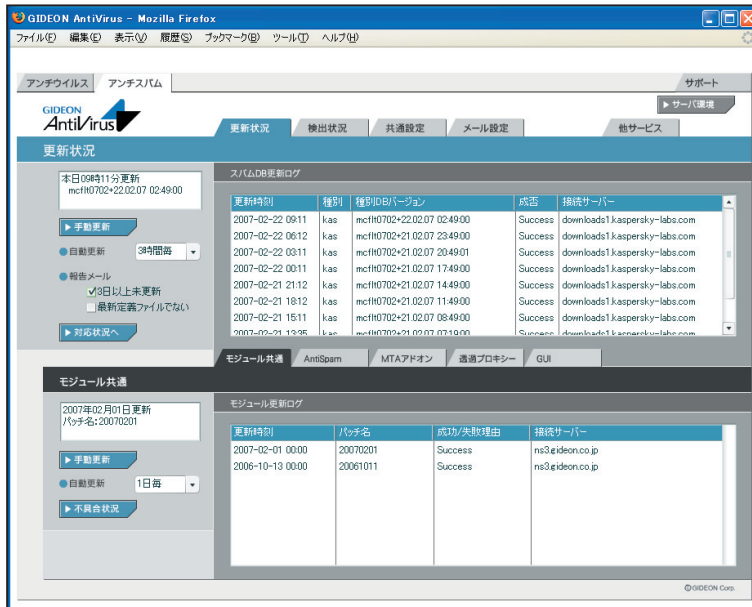 GIDEON AntiVirus - Mozilla Firefox
ファイル(F) 編集(E) 表示(V) 履歴(S) ブックマーク(B) ツール(T) ヘルプ(H)
アンチウイルス アンチスパム サポート
▶ サーバ環境
GIDEON
AntiVirus
更新状況 検出状況 共通設定 メール設定 他サービス
更新状況
本日09時11分更新
mcflt0702+22.02.07 02:49:00
▶ 手動更新
自動更新 3時間毎
報告メール
3日以上未更新
最新定義ファイルでない
▶ 対応状況へ
スパムDB更新ログ
更新時刻 種別 種別DBバージョン 成否 接続サーバー
2007-02-22 09:11 kas mcflt0702+22.02.07 02:49:00 Success downloads1.kaspersky-labs.com
2007-02-22 06:12 kas mcflt0702+21.02.07 23:49:00 Success downloads1.kaspersky-labs.com
2007-02-22 03:11 kas mcflt0702+21.02.07 20:49:01 Success downloads1.kaspersky-labs.com
2007-02-22 00:11 kas mcflt0702+21.02.07 17:49:00 Success downloads1.kaspersky-labs.com
2007-02-21 21:12 kas mcflt0702+21.02.07 14:49:00 Success downloads1.kaspersky-labs.com
2007-02-21 18:12 kas mcflt0702+21.02.07 11:49:00 Success downloads1.kaspersky-labs.com
2007-02-21 15:11 kas mcflt0702+21.02.07 08:49:00 Success downloads1.kaspersky-labs.com
2007-02-21 13:35 kas mcflt0702+21.02.07 07:19:00 Success downloads1.kaspersky-labs.com
モジュール共通 AntiSpam MTAアドオン 透過プロキシー GUI
モジュール共通
2007年02月01日更新
パッチ名:20070201
▶ 手動更新
自動更新 1日毎
▶ 不具合状況
モジュール更新ログ
更新時刻 パッチ名 成功/失敗理由 接続サーバー
2007-02-01 00:00 20070201 Success ns3.gideon.co.jp
2006-10-13 00:00 20061011 Success ns3.gideon.co.jp
©GIDEON Corp.